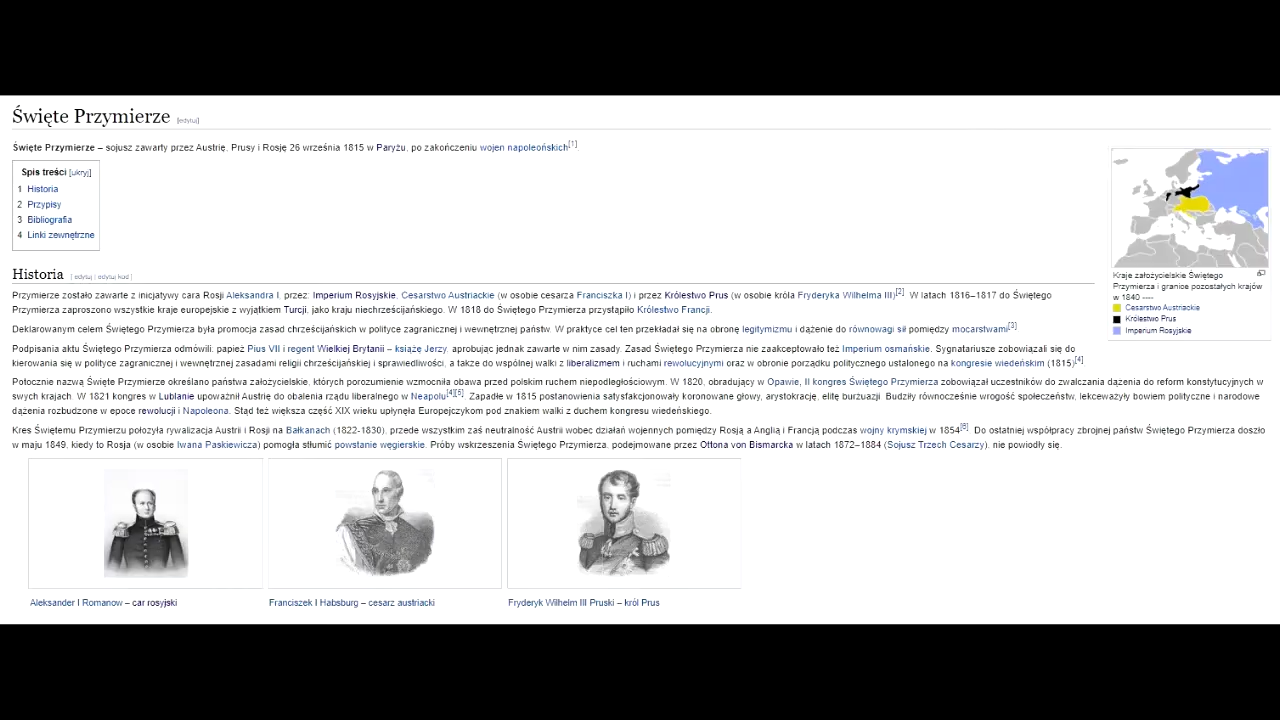 Święte Przymierze [edytuj]
Święte Przymierze – sojusz zawarty przez Austrię, Prusy i Rosję 26 września 1815 w Paryżu, po zakończeniu wojen napoleońskich[1]
Spis treści [ukryj]
1 Historia
2 Przypisy
3 Bibliografia
4 Linki zewnętrzne
Kraje założycielskie Świętego
Przymierza i granice pozostałych krajów
w 1840 ----
Cesarstwo Austriackie
Królestwo Prus
Imperium Rosyjskie
Historia [ edytuj | edytuj kod ]
Przymierze zostało zawarte z inicjatywy cara Rosji Aleksandra I, przez: Imperium Rosyjskie, Cesarstwo Austriackie (w osobie cesarza Franciszka I) i przez Królestwo Prus (w osobie króla Fryderyka Wilhelma III)[2]. W latach 1816–1817 do Świętego
Przymierza zaproszono wszystkie kraje europejskie z wyjątkiem Turcji, jako kraju niechrześcijańskiego. W 1818 do Świętego Przymierza przystąpiło Królestwo Francji.
Deklarowanym celem Świętego Przymierza była promocja zasad chrześcijańskich w polityce zagranicznej i wewnętrznej państw. W praktyce cel ten przekładał się na obronę legitymizmu i dążenie do równowagi sił pomiędzy mocarstwami[3].
Podpisania aktu Świętego Przymierza odmówili: papież Pius VII i regent Wielkiej Brytanii – książę Jerzy, aprobując jednak zawarte w nim zasady. Zasad Świętego Przymierza nie zaakceptowało też Imperium osmańskie. Sygnatariusze zobowiązali się do
kierowania się w polityce zagranicznej i wewnętrznej zasadami religii chrześcijańskiej i sprawiedliwości, a także do wspólnej walki z liberalizmem i ruchami rewolucyjnymi oraz w obronie porządku politycznego ustalonego na kongresie wiedeńskim (1815)[4].
Potocznie nazwą Święte Przymierze określano państwa założycielskie, których porozumienie wzmocniła obawa przed polskim ruchem niepodległościowym. W 1820, obradujący w Opawie, II kongres Świętego Przymierza zobowiązał uczestników do zwalczania dążenia do reform konstytucyjnych w
swych krajach. W 1821 kongres w Lublanie upoważnił Austrię do obalenia rządu liberalnego w Neapolu[4][5]. Zapadłe w 1815 postanowienia satysfakcjonowały koronowane głowy, arystokrację, elitę burżuazji. Budziły równocześnie wrogość społeczeństw, lekceważyły bowiem polityczne i narodowe
dążenia rozbudzone w epoce rewolucji i Napoleona. Stąd też większa część XIX wieku upłynęła Europejczykom pod znakiem walki z duchem kongresu wiedeńskiego.
Kres Świętemu Przymierzu położyła rywalizacja Austrii i Rosji na Bałkanach (1822-1830), przede wszystkim zaś neutralność Austrii wobec działań wojennych pomiędzy Rosją a Anglią i Francją podczas wojny krymskiej w 1854[6]. Do ostatniej współpracy zbrojnej państw Świętego Przymierza doszło
w maju 1849, kiedy to Rosja (w osobie Iwana Paskiewicza) pomogła stłumić powstanie węgierskie. Próby wskrzeszenia Świętego Przymierza, podejmowane przez Ottona von Bismarcka w latach 1872–1884 (Sojusz Trzech Cesarzy), nie powiodły się.
Aleksander I Romanow – car rosyjski
Franciszek I Habsburg – cesarz austriacki
Fryderyk Wilhelm III Pruski – król Prus